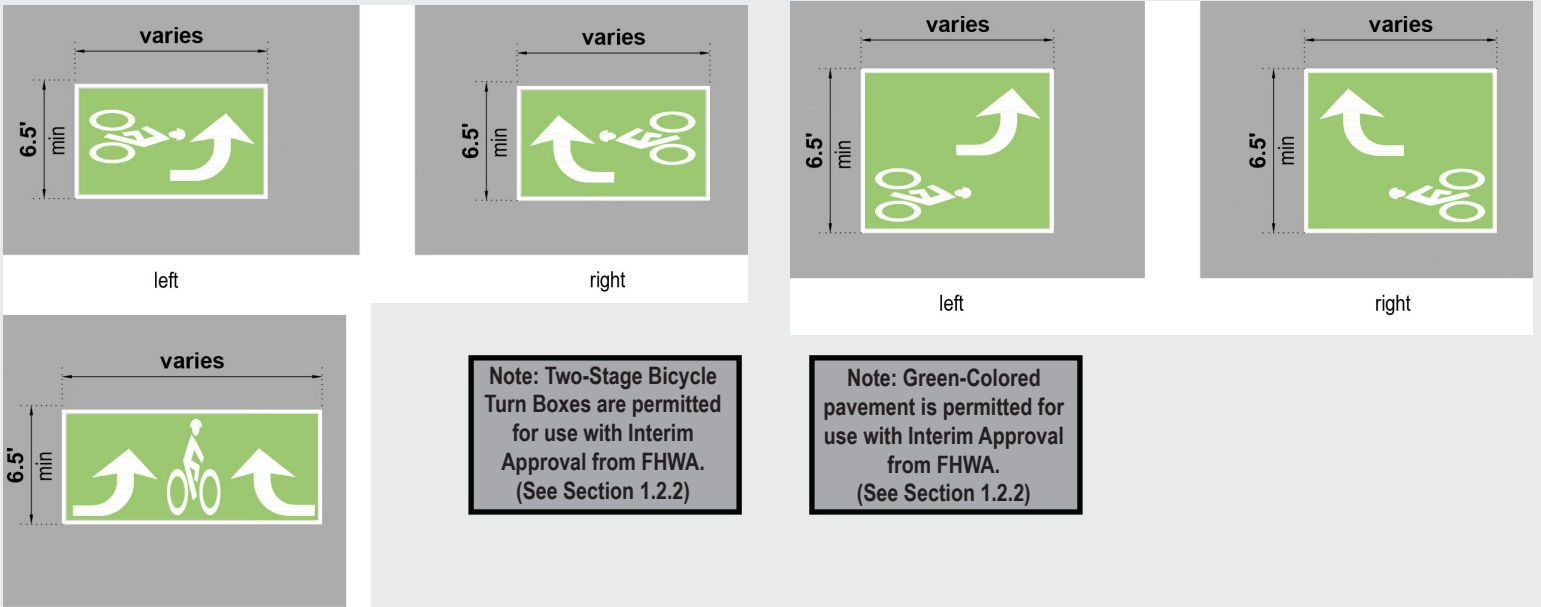 varies
6.5'
min
left
varies
6.5'
min
right
varies
6.5'
min
left
varies
6.5'
min
right
varies
6.5'
min
Note: Two-Stage Bicycle
Turn Boxes are permitted
for use with Interim
Approval from FHWA.
(See Section 1.2.2)
Note: Green-Colored
pavement is permitted for
use with Interim Approval
from FHWA.
(See Section 1.2.2)